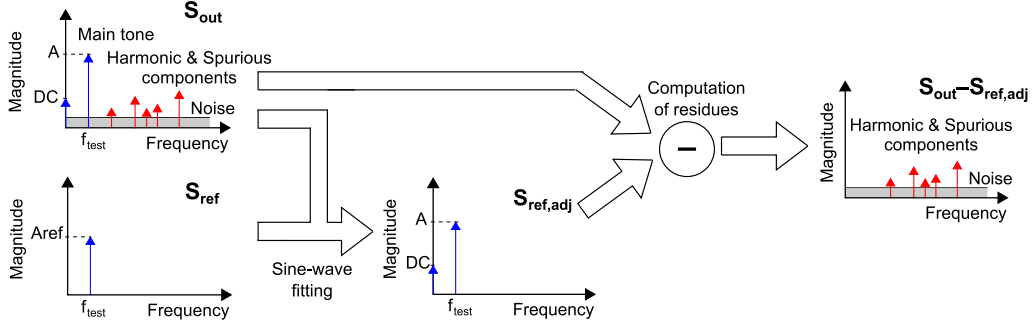 S_out
Magnitude
A
Main tone
Harmonic & Spurious
components
DC
Noise
f_test
Frequency
Computation
of residues
−
S_out−S_ref,adj
Magnitude
Harmonic & Spurious
components
Noise
Frequency
S_ref
Magnitude
Aref
f_test
Frequency
Sine-wave
fitting
S_ref,adj
Magnitude
A
DC
f_test
Frequency